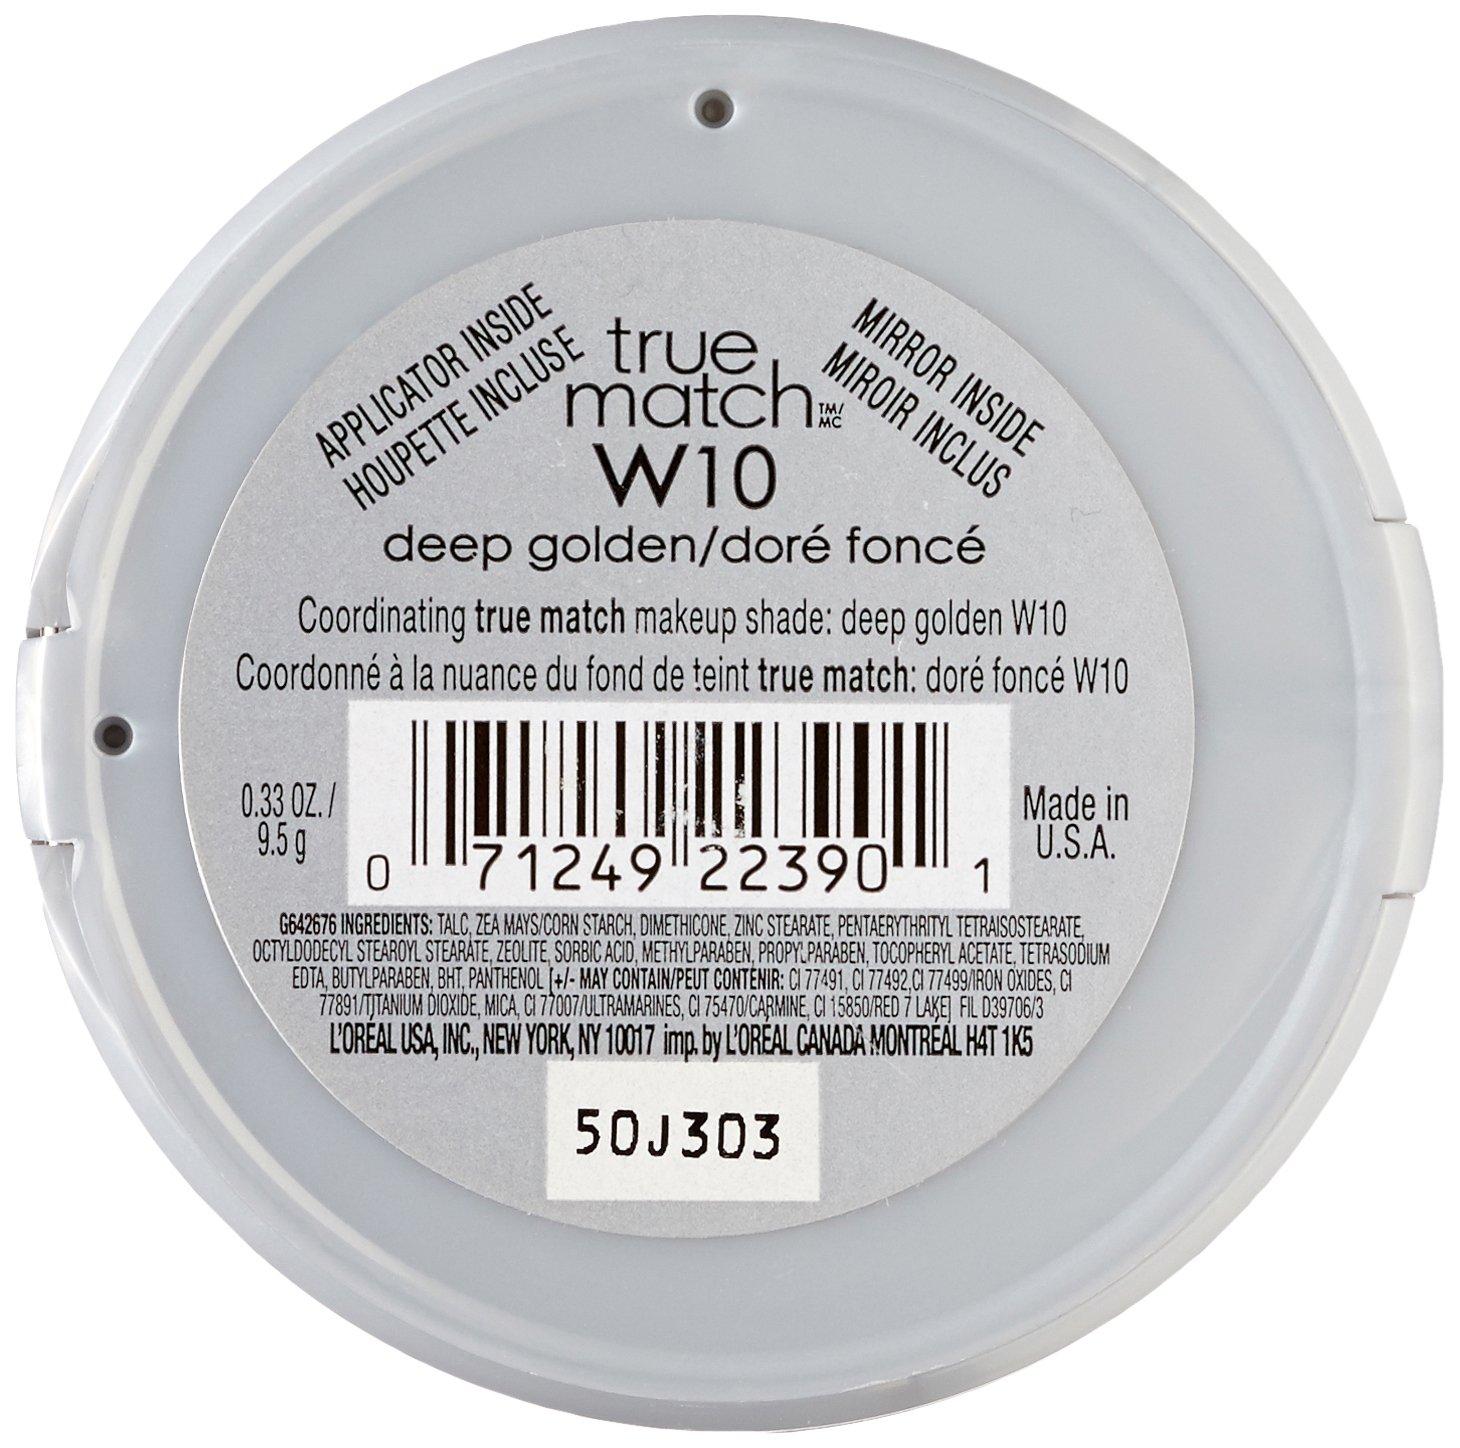 APPLICATOR INSIDE
HOUPETTE INCLUSE
true
match™/MC
MIRROR INSIDE
MIROIR INCLUS
W10
deep golden/doré foncé
Coordinating true match makeup shade: deep golden W10
Coordonné à la nuance du fond de teint true match: doré foncé W10
0.33 OZ./
9.5 g
0 71249 22390 1
Made in
U.S.A.
G642676 INGREDIENTS: TALC, ZEA MAYS/CORN STARCH, DIMETHICONE, ZINC STEARATE, PENTAERYTHRITYL TETRAISOSTEARATE,
OCTYLDODECYL STEAROYL STEARATE, ZEOLITE, SORBIC ACID, METHYLPARABEN, PROPYLPARABEN, TOCOPHERYL ACETATE, TETRASODIUM
EDTA, BUTYLPARABEN, BHT, PANTHENOL [+/- MAY CONTAIN/PEUT CONTENIR: CI 77491, CI 77492,CI 77499/IRON OXIDES, CI
77891/TITANIUM DIOXIDE, MICA, CI 77007/ULTRAMARINES, CI 75470/CARMINE, CI 15850/RED 7 LAKE] FIL D39706/3
L'ORÉAL USA, INC., NEW YORK, NY 10017 imp. by L'ORÉAL CANADA MONTRÉAL H4T 1K5
50J303